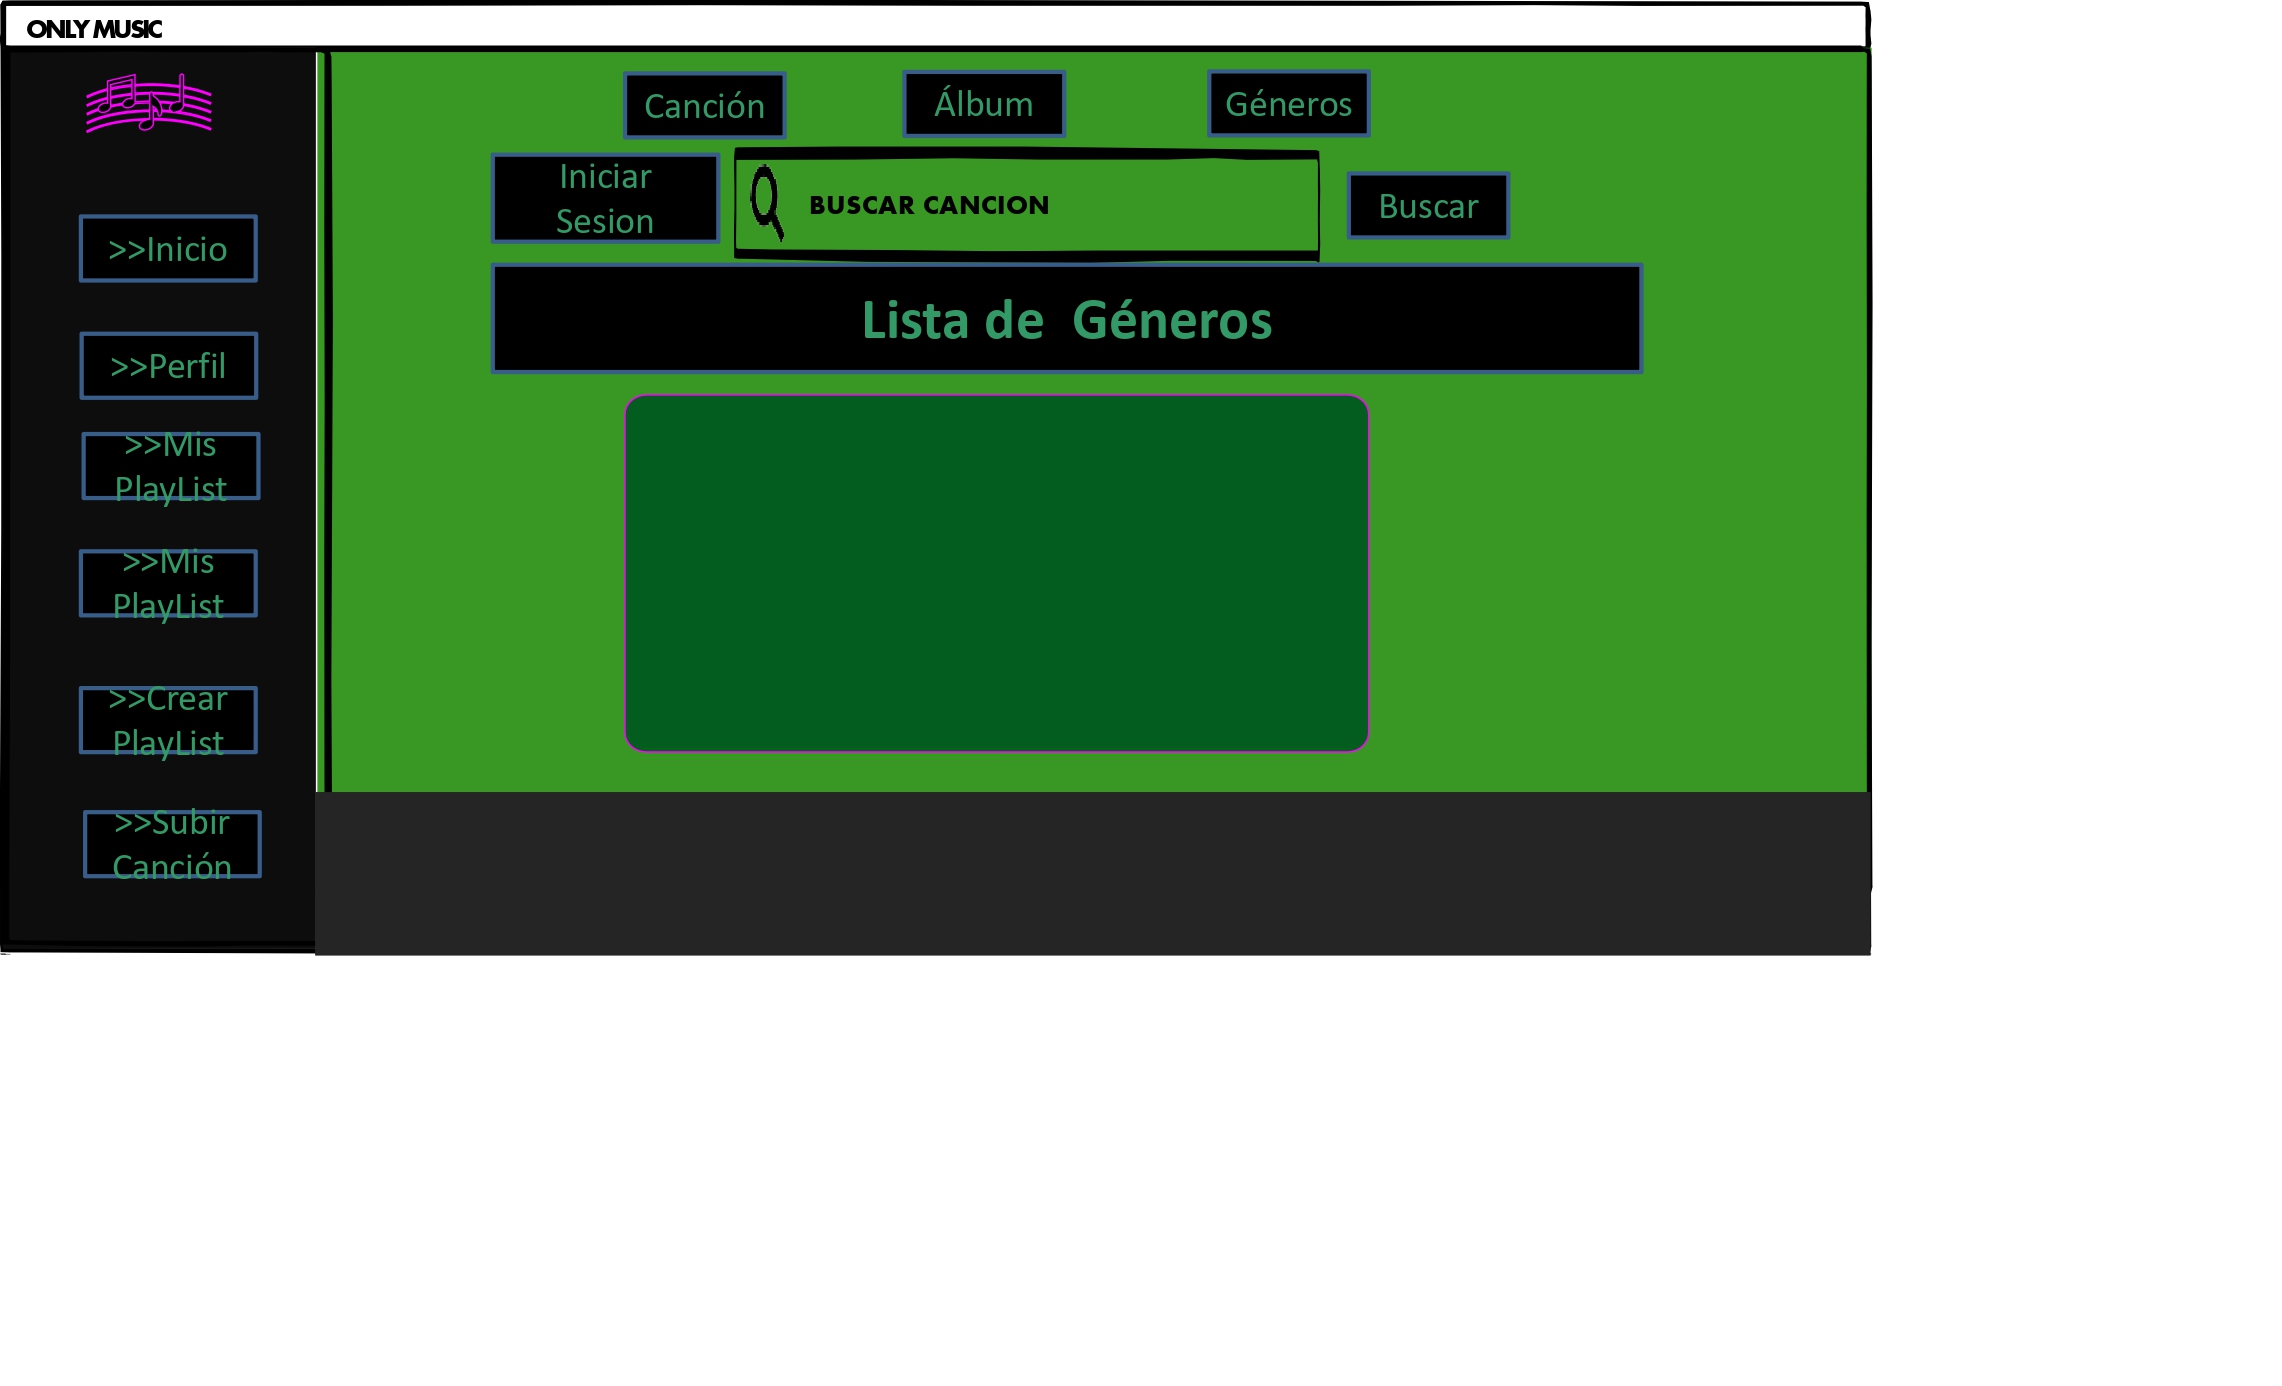 ONLY MUSIC
Canción
Álbum
Géneros
Iniciar
Sesion
BUSCAR CANCION
Buscar
Lista de  Géneros
>>Inicio
>>Perfil
>>Mis
PlayList
>>Mis
PlayList
>>Crear
PlayList
>>Subir
Canción